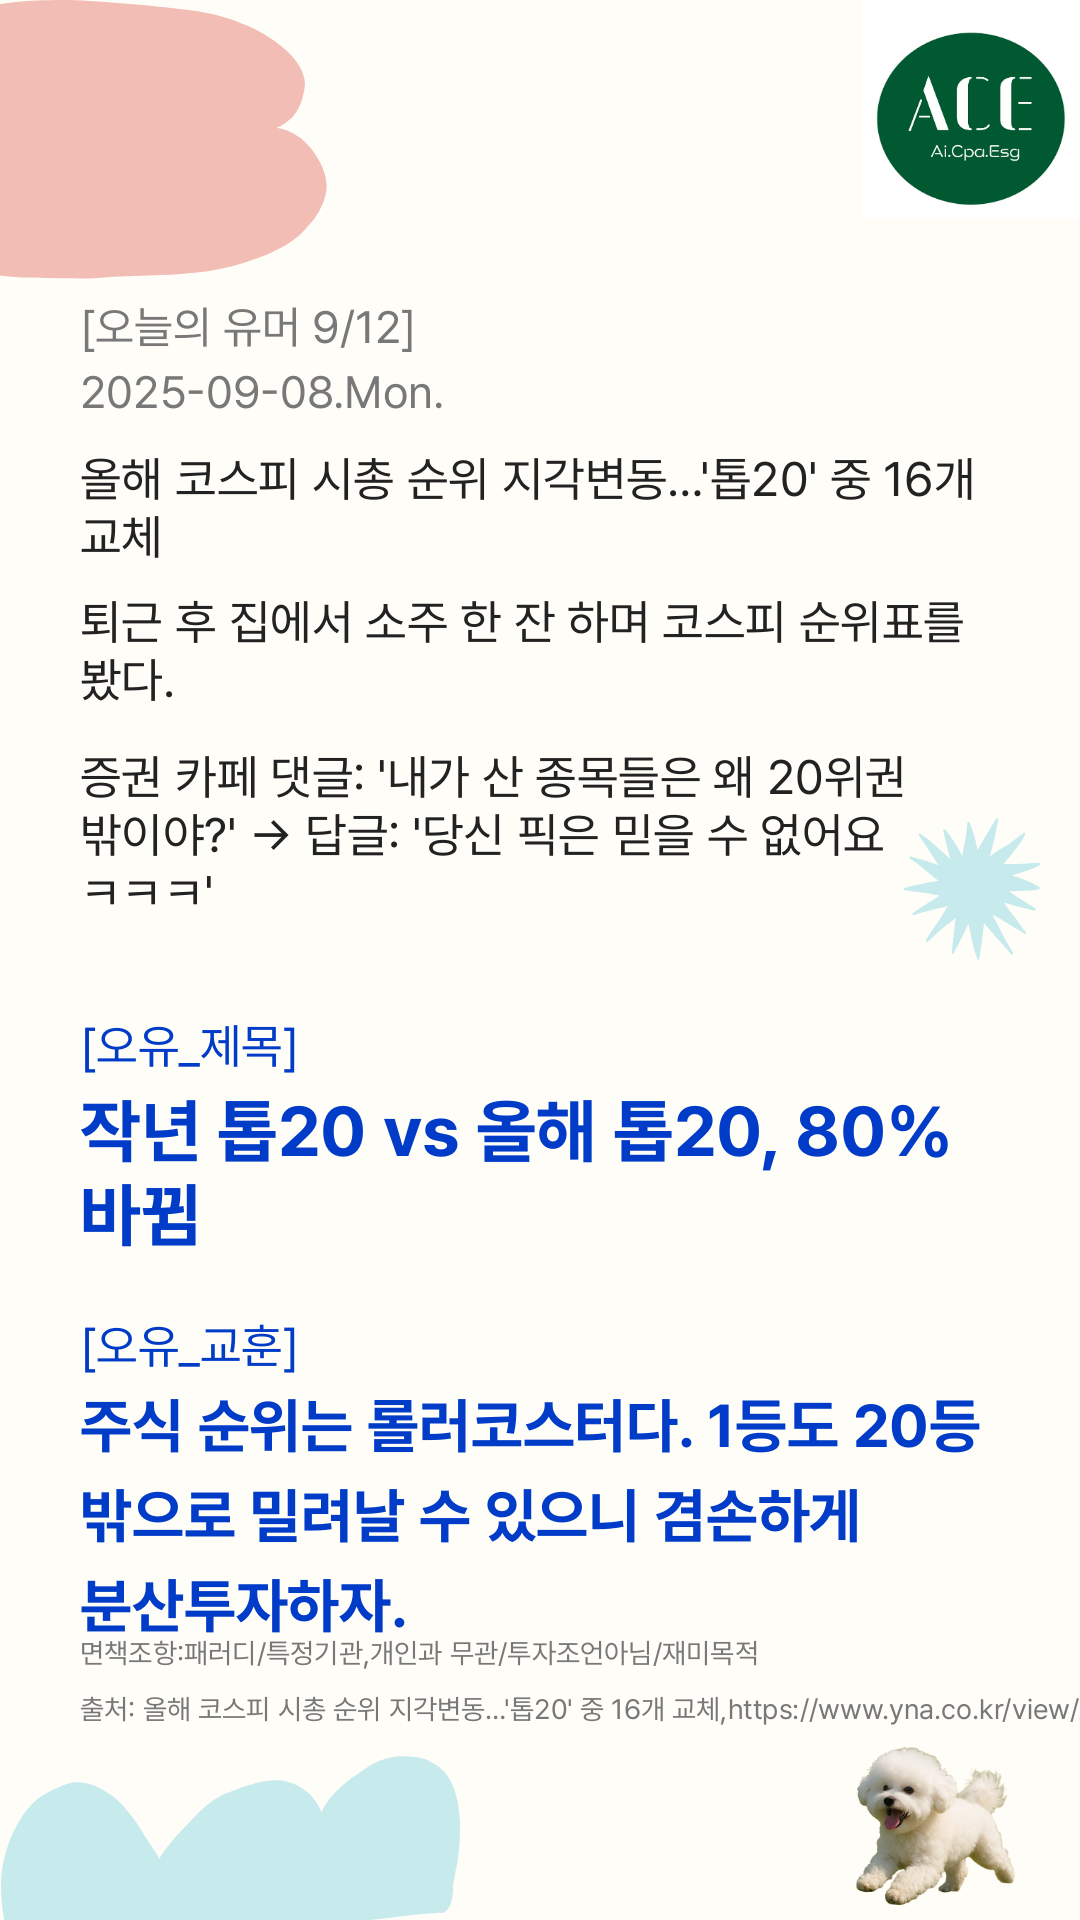 ACE
Ai.Cpa.Esg
[오늘의 유머 9/12]
2025-09-08.Mon.
올해 코스피 시총 순위 지각변동...'톱20' 중 16개
교체
퇴근 후 집에서 소주 한 잔 하며 코스피 순위표를
봤다.
증권 카페 댓글: '내가 산 종목들은 왜 20위권
밖이야?' → 답글: '당신 픽은 믿을 수 없어요
ㅋㅋㅋ'
[오유_제목]
작년 톱20 vs 올해 톱20, 80%
바뀜
[오유_교훈]
주식 순위는 롤러코스터다. 1등도 20등
밖으로 밀려날 수 있으니 겸손하게
분산투자하자.
면책조항:패러디/특정기관,개인과 무관/투자조언아님/재미목적
출처: 올해 코스피 시총 순위 지각변동...'톱20' 중 16개 교체,https://www.yna.co.kr/view/